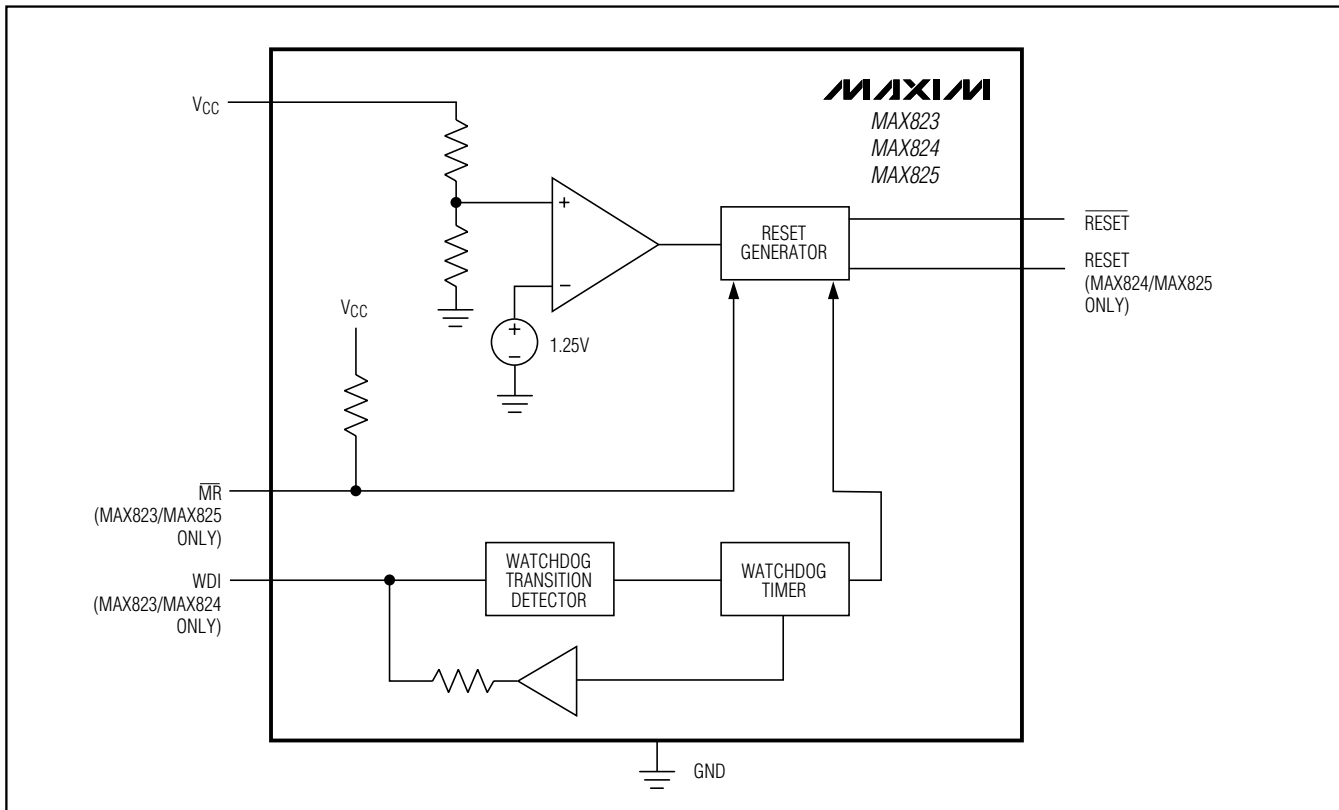 MAXIM
MAX823
MAX824
MAX825
VCC
+
−
RESET
GENERATOR
RESET
RESET
(MAX824/MAX825
ONLY)
VCC
+
−
1.25V
MR
(MAX823/MAX825
ONLY)
WDI
(MAX823/MAX824
ONLY)
WATCHDOG
TRANSITION
DETECTOR
WATCHDOG
TIMER
GND